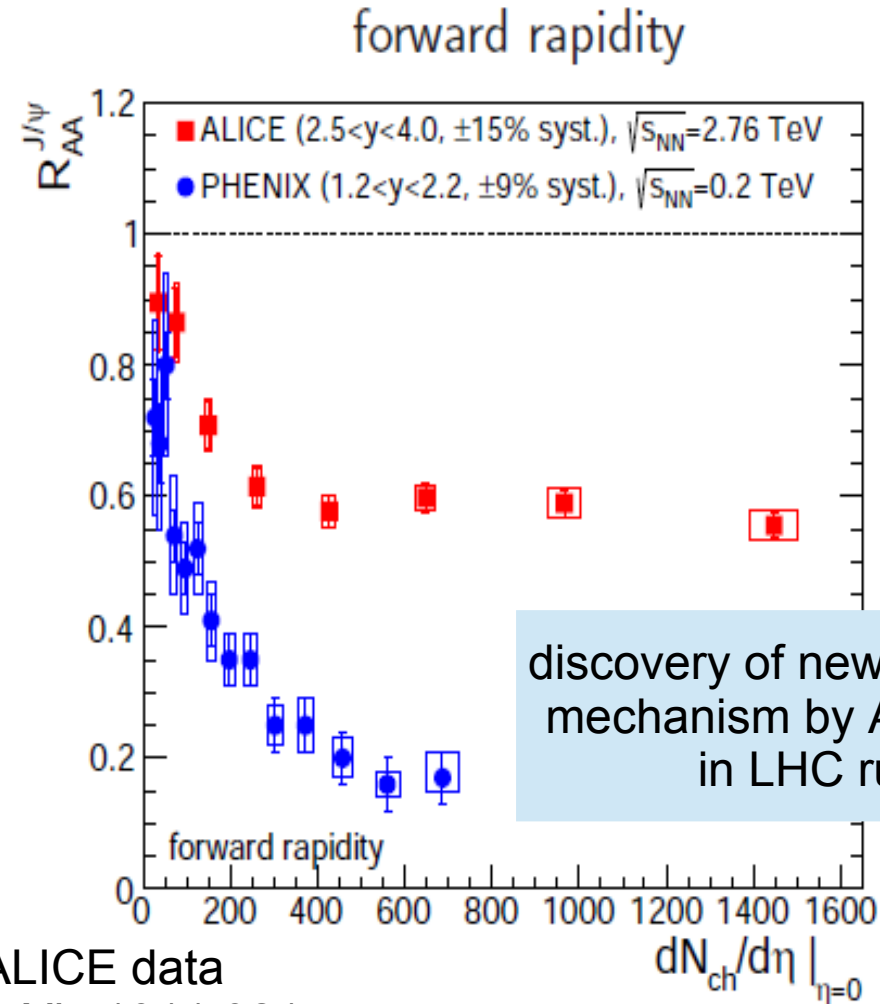 forward rapidity
R_AA^J/ψ
1.2
1
0.8
0.6
0.4
0.2
0
■ ALICE (2.5<y<4.0, ±15% syst.), √s_NN=2.76 TeV
● PHENIX (1.2<y<2.2, ±9% syst.), √s_NN=0.2 TeV
discovery of new
mechanism by A
in LHC ru
forward rapidity
0 200 400 600 800 1000 1200 1400 1600
dN_ch/dη |_η=0
ALICE data